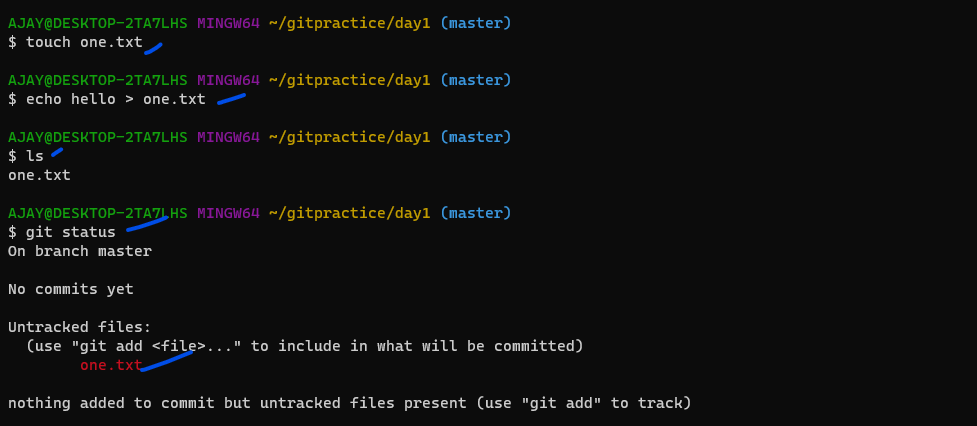 AJAY@DESKTOP-2TA7LHS MINGW64 ~/gitpractice/day1 (master)
$ touch one.txt
AJAY@DESKTOP-2TA7LHS MINGW64 ~/gitpractice/day1 (master)
$ echo hello > one.txt
AJAY@DESKTOP-2TA7LHS MINGW64 ~/gitpractice/day1 (master)
$ ls
one.txt
AJAY@DESKTOP-2TA7LHS MINGW64 ~/gitpractice/day1 (master)
$ git status
On branch master
No commits yet
Untracked files:
  (use "git add <file>..." to include in what will be committed)
        one.txt
nothing added to commit but untracked files present (use "git add" to track)